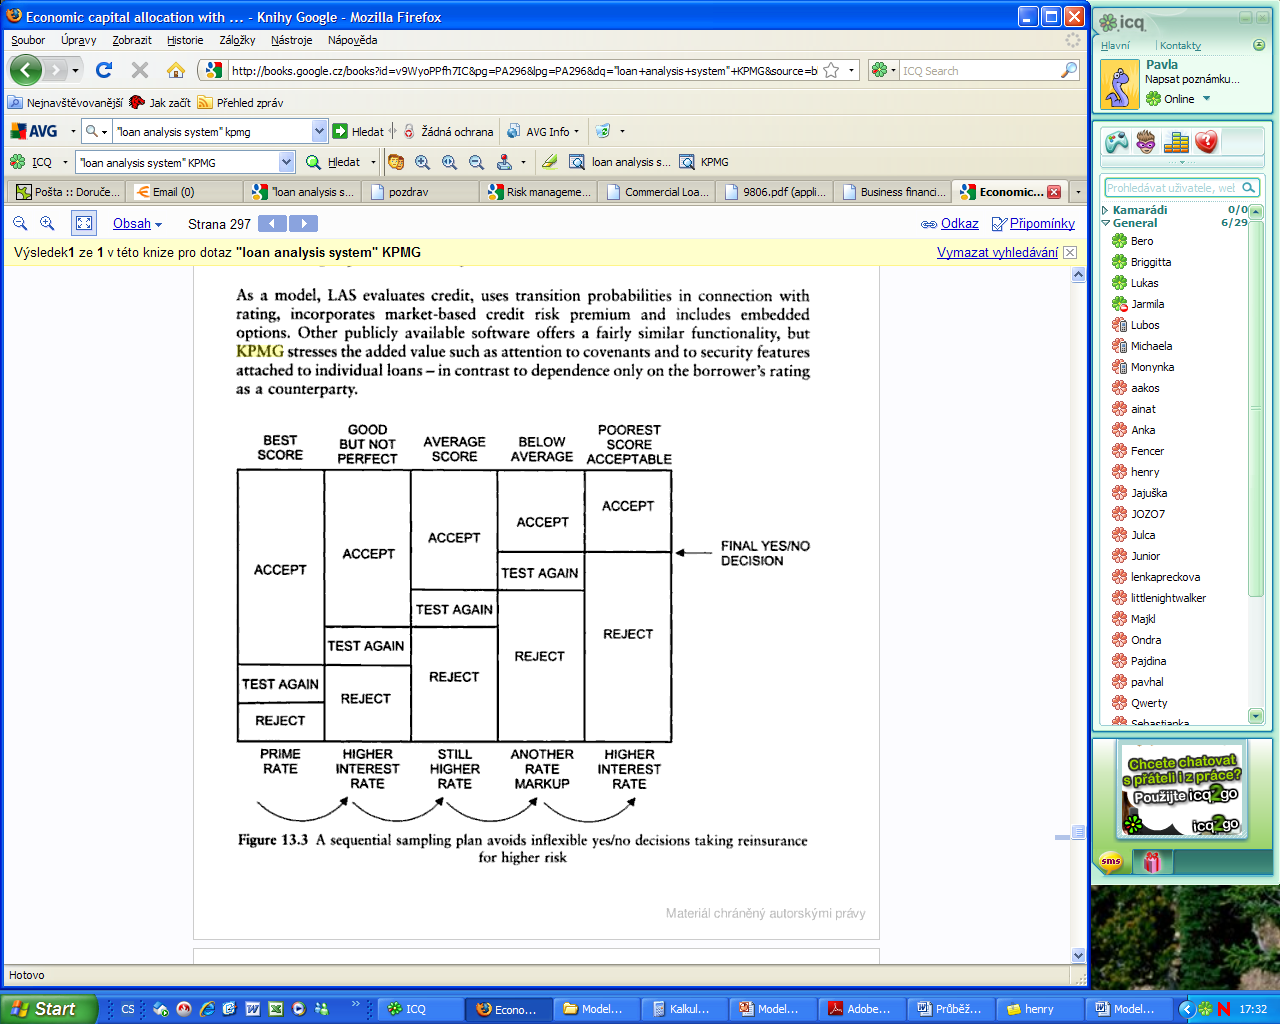 Economic capital allocation with ... - Knihy Google - Mozilla Firefox
Soubor Úpravy Zobrazit Historie Záložky Nástroje Nápověda
http://books.google.cz/books?id=v9WyoPPfh7IC&pg=PA296&lpg=PA296&dq="loan+analysis+system"+KPMG&source=b
ICQ Search
Nejnavštěvovanější Jak začít Přehled zpráv
AVG "loan analysis system" kpmg Hledat Žádná ochrana AVG Info
ICQ "loan analysis system" KPMG Hledat loan analysis s... KPMG
Pošta :: Doruče... Email (0) "loan analysis s... pozdrav Risk manageme... Commercial Loa... 9806.pdf (appli... Business financi... Economic...
Obsah Strana 297 Odkaz Připomínky
Výsledek1 ze 1 v této knize pro dotaz "loan analysis system" KPMG Vymazat vyhledávání
As a model, LAS evaluates credit, uses transition probabilities in connection with
rating, incorporates market-based credit risk premium and includes embedded
options. Other publicly available software offers a fairly similar functionality, but
KPMG stresses the added value such as attention to covenants and to security features
attached to individual loans – in contrast to dependence only on the borrower's rating
as a counterparty.
BEST
SCORE
GOOD
BUT NOT
PERFECT
AVERAGE
SCORE
BELOW
AVERAGE
POOREST
SCORE
ACCEPTABLE
ACCEPT
TEST AGAIN
REJECT
ACCEPT
TEST AGAIN
REJECT
ACCEPT
TEST AGAIN
REJECT
ACCEPT
TEST AGAIN
REJECT
ACCEPT
REJECT
FINAL YES/NO
DECISION
PRIME
RATE
HIGHER
INTEREST
RATE
STILL
HIGHER
RATE
ANOTHER
RATE
MARKUP
HIGHER
INTEREST
RATE
Figure 13.3 A sequential sampling plan avoids inflexible yes/no decisions taking reinsurance
for higher risk
Materiál chráněný autorskými právy
Hotovo
icq
Hlavní Kontakty
Pavla
Napsat poznámku...
Online
Prohledávat uživatele, wel
Kamarádi 0/0
General 6/29
Bero
Briggitta
Lukas
Jarmila
Lubos
Michaela
Monynka
aakos
ainat
Anka
Fencer
henry
Jajuška
JOZO7
Julca
Junior
lenkapreckova
littlenightwalker
Majkl
Ondra
Pajdina
pavhal
Qwerty
Sebastianka
Chcete chatovat
s přáteli i z práce?
Použijte icq2go
icq2go
sms
Start CS ICQ Econo... Model... Kalkul... Model... Adobe... Průběž... henry Model... 17:32